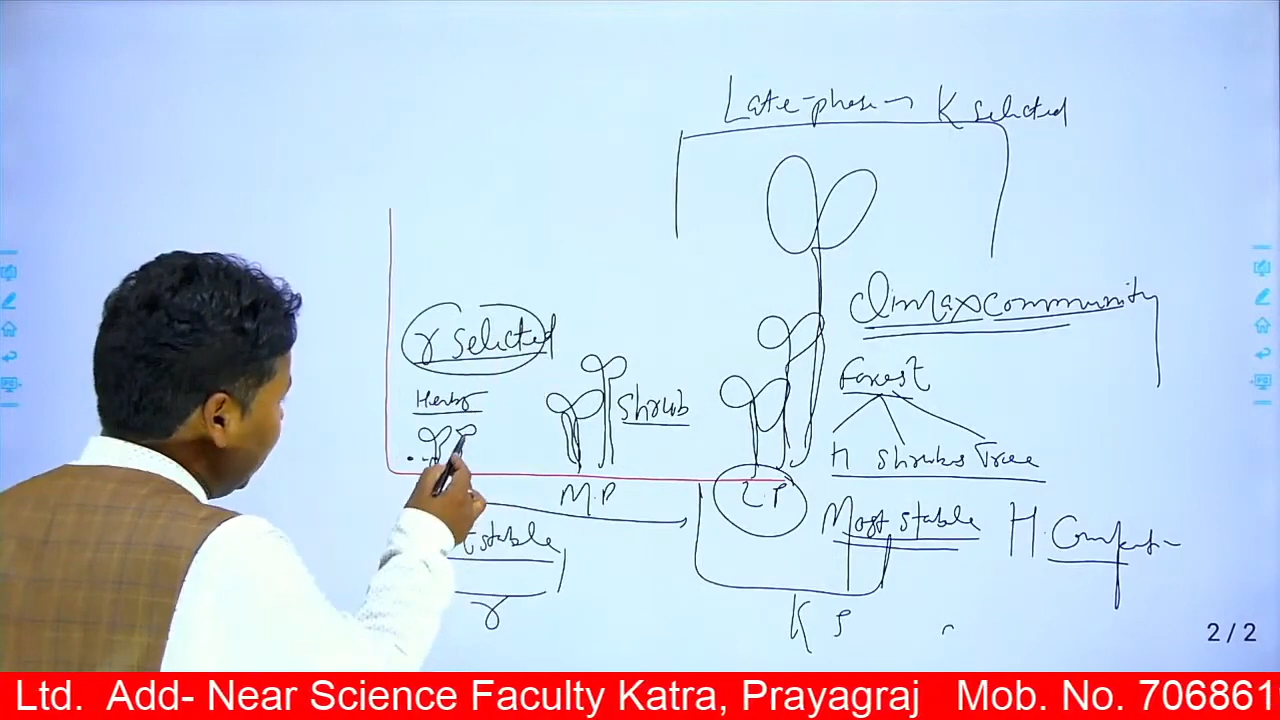 Late-phase → K selected
Climax community
r selected
Forest
Herbs
Shrub
h shrubs Tree
M.P
L.P
Most stable
stable
r
K s
2/2
Ltd. Add- Near Science Faculty Katra, Prayagraj Mob. No. 706861